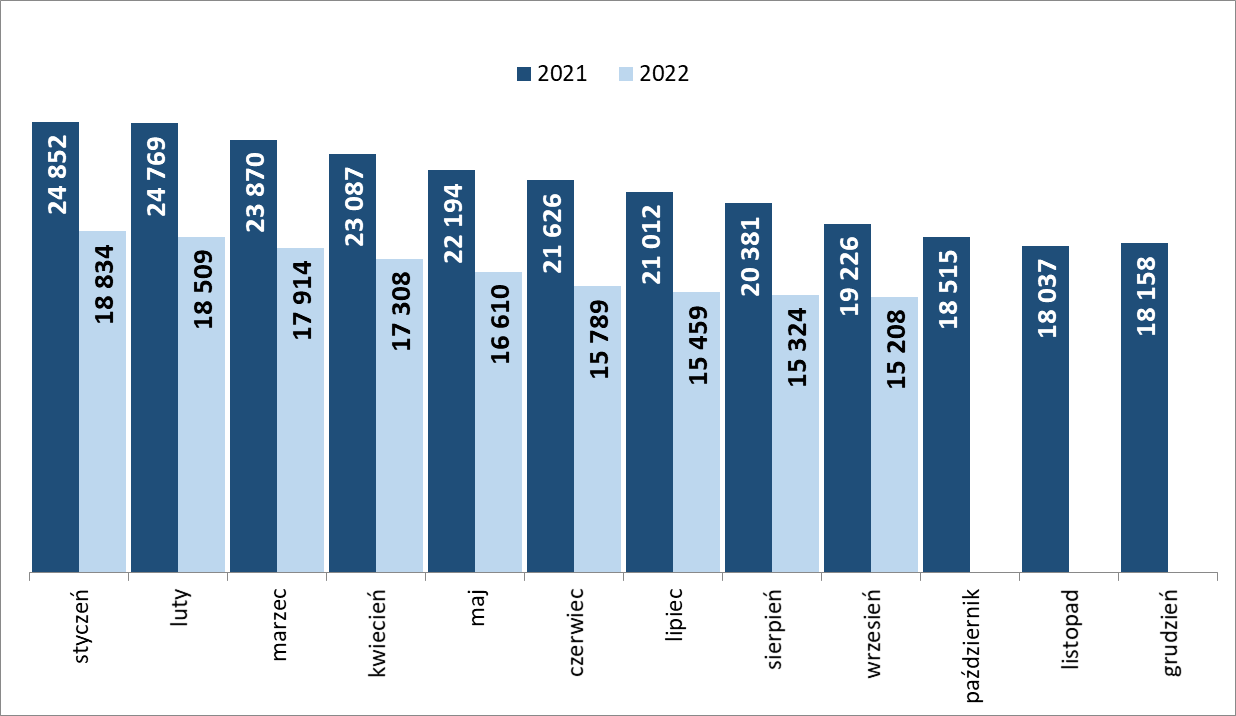 2021 2022
24 852
18 834
24 769
18 509
23 870
17 914
23 087
17 308
22 194
16 610
21 626
15 789
21 012
15 459
20 381
15 324
19 226
15 208
18 515
18 037
18 158
styczeń
luty
marzec
kwiecień
maj
czerwiec
lipiec
sierpień
wrzesień
październik
listopad
grudzień